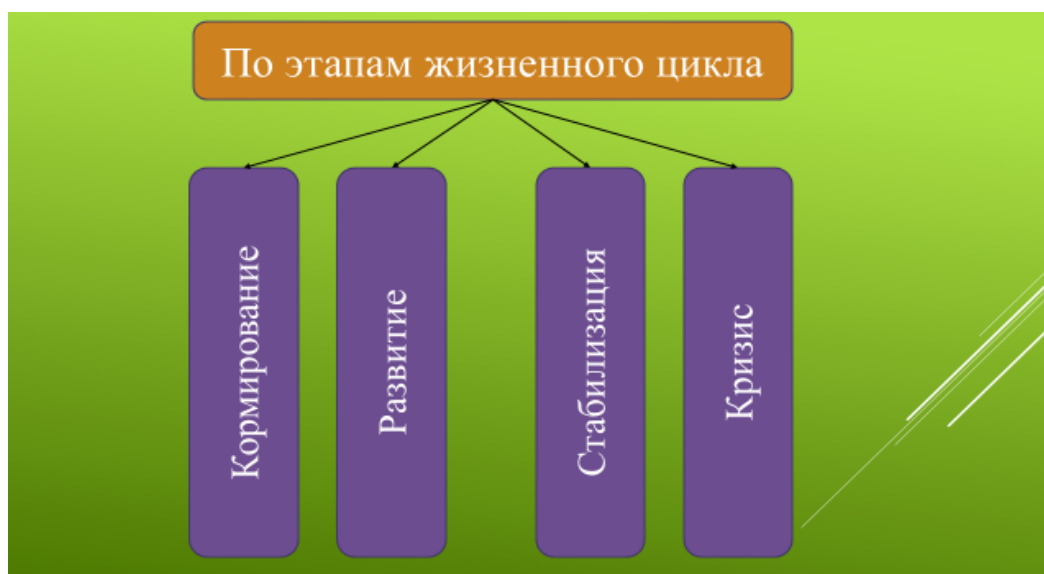 По этапам жизненного цикла
Кормирование
Развитие
Стабилизация
Кризис